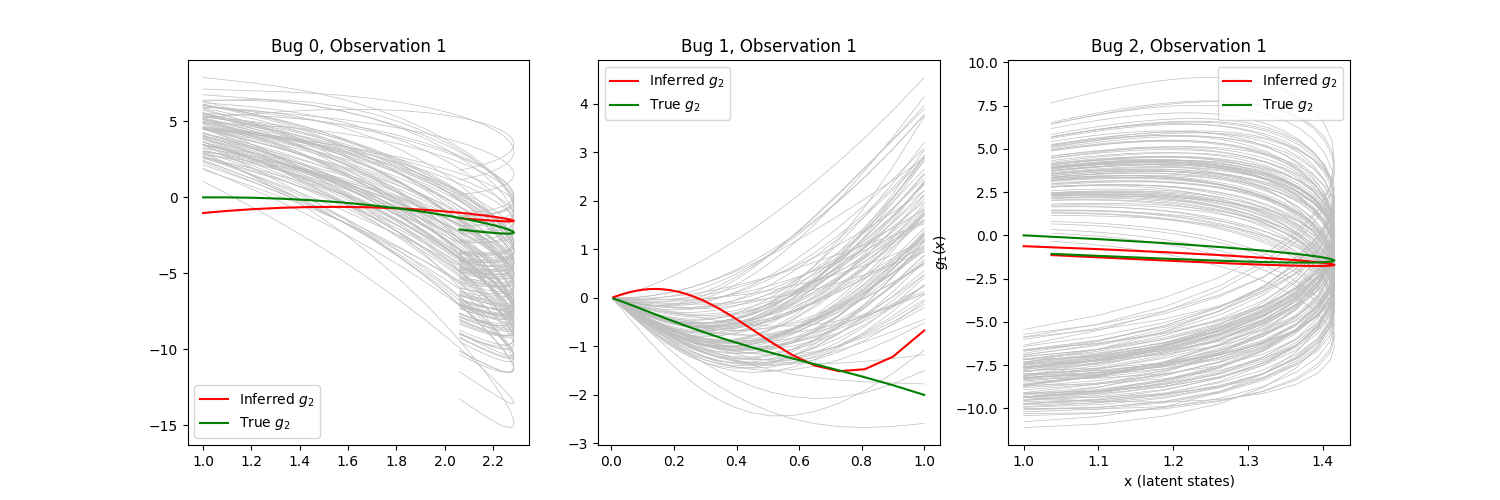 Bug 0, Observation 1
5
0
−5
−10
−15
Inferred g₂
True g₂
1.0 1.2 1.4 1.6 1.8 2.0 2.2
Bug 1, Observation 1
Inferred g₂
True g₂
4
3
2
1
0
−1
−2
−3
0.0 0.2 0.4 0.6 0.8 1.0
Bug 2, Observation 1
g₁(x)
10.0
7.5
5.0
2.5
0.0
−2.5
−5.0
−7.5
−10.0
Inferred g₂
True g₂
1.0 1.1 1.2 1.3 1.4
x (latent states)